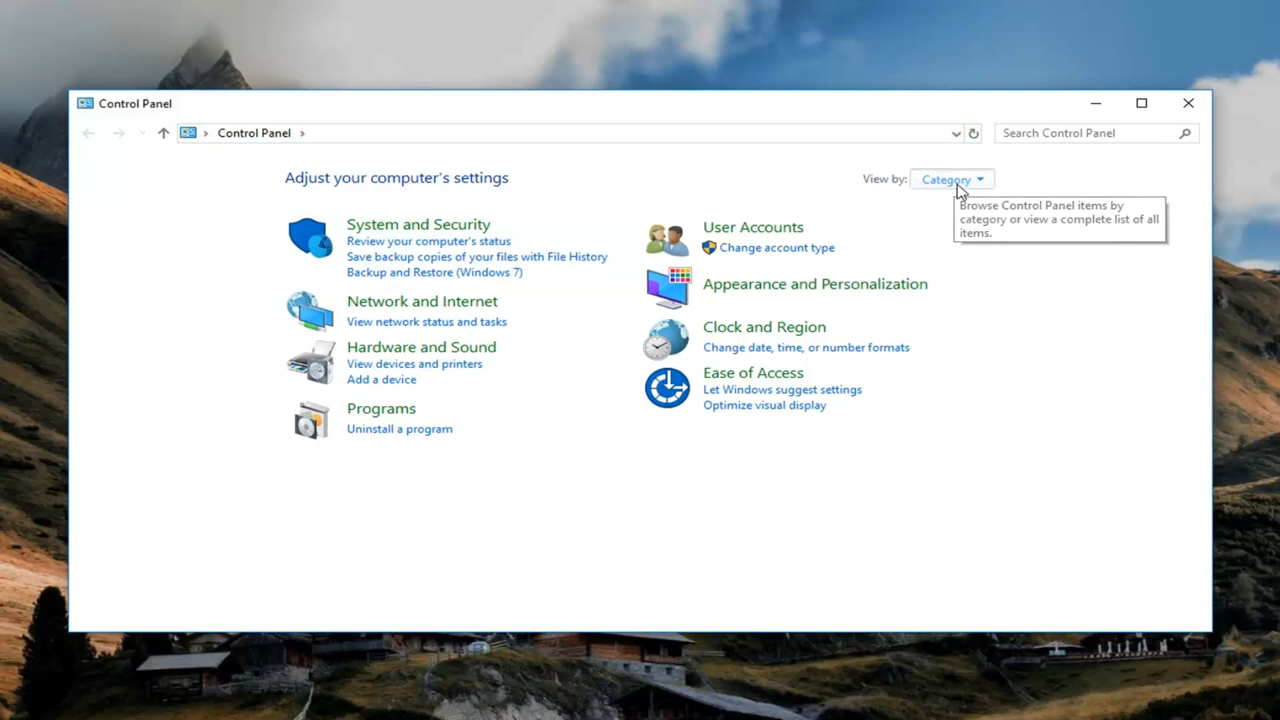 Control Panel
Control Panel
Search Control Panel
Adjust your computer's settings
View by:
Category
Browse Control Panel items by
category or view a complete list of all
items.
System and Security
Review your computer's status
Save backup copies of your files with File History
Backup and Restore (Windows 7)
Network and Internet
View network status and tasks
Hardware and Sound
View devices and printers
Add a device
Programs
Uninstall a program
User Accounts
Change account type
Appearance and Personalization
Clock and Region
Change date, time, or number formats
Ease of Access
Let Windows suggest settings
Optimize visual display